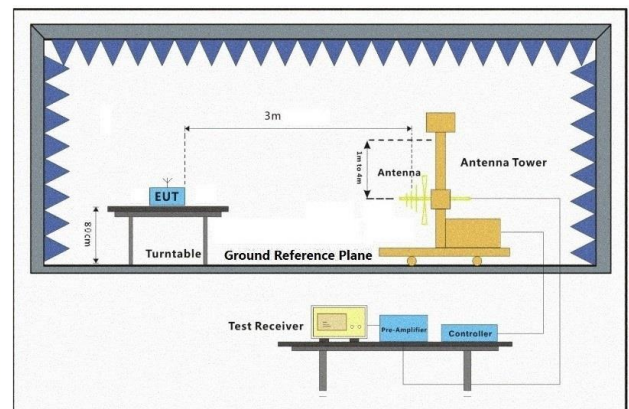 3m
1m to 4m
Antenna
Antenna Tower
EUT
80cm
Turntable
Ground Reference Plane
Test Receiver
Pre-Amplifier
Controller